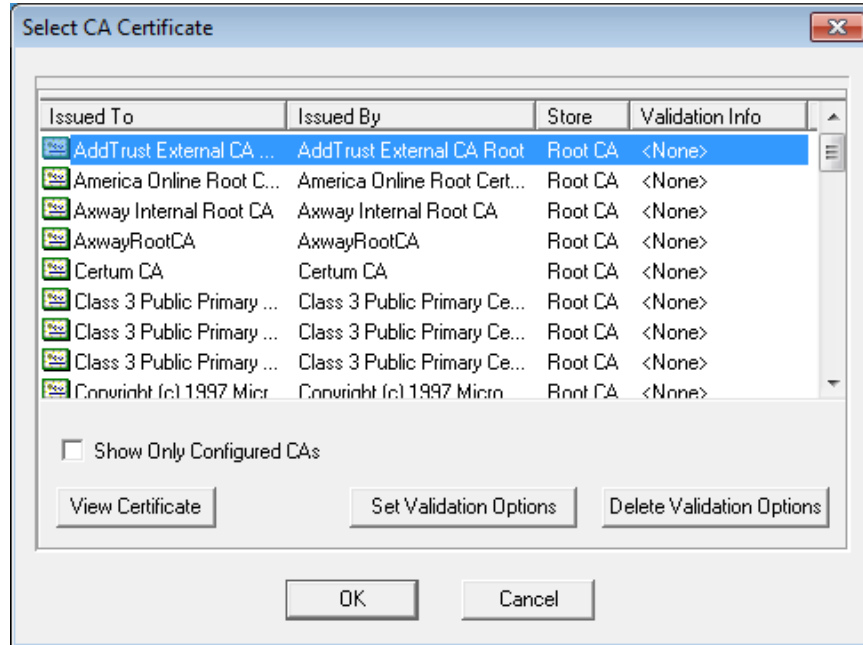 Select CA Certificate
Issued To Issued By Store Validation Info
AddTrust External CA ... AddTrust External CA Root Root CA <None>
America Online Root C... America Online Root Cert... Root CA <None>
Axway Internal Root CA Axway Internal Root CA Root CA <None>
AxwayRootCA AxwayRootCA Root CA <None>
Certum CA Certum CA Root CA <None>
Class 3 Public Primary ... Class 3 Public Primary Ce... Root CA <None>
Class 3 Public Primary ... Class 3 Public Primary Ce... Root CA <None>
Class 3 Public Primary ... Class 3 Public Primary Ce... Root CA <None>
Copyright (c) 1997 Micr Copyright (c) 1997 Micro Root CA <None>
Show Only Configured CAs
View Certificate Set Validation Options Delete Validation Options
OK Cancel